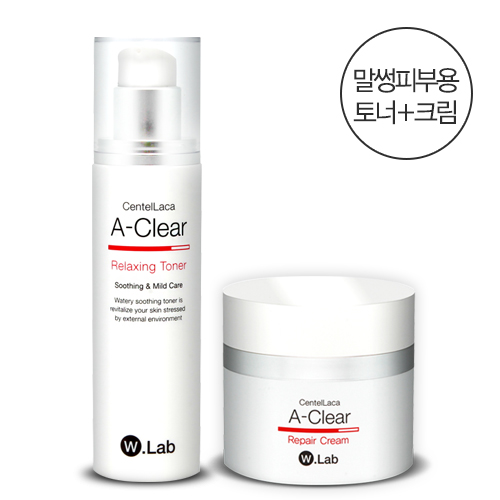 말썽피부용
토너+크림
CentelLaca
A-Clear
Relaxing Toner
Soothing & Mild Care
Watery soothing toner is
revitalize your skin stressed
by external environment
W.Lab
CentelLaca
A-Clear
Repair Cream
W.Lab